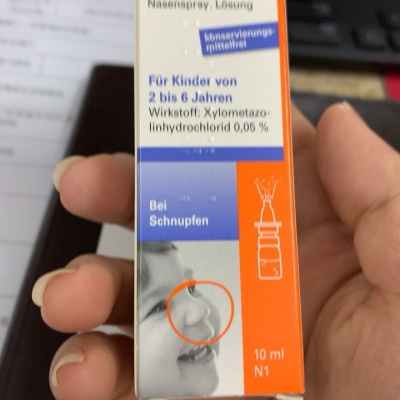 Nasenspray, Lösung
konservierungs-
mittelfrei
Für Kinder von
2 bis 6 Jahren
Wirkstoff: Xylometazo-
linhydrochlorid 0,05 %
Bei
Schnupfen
10 ml
N1